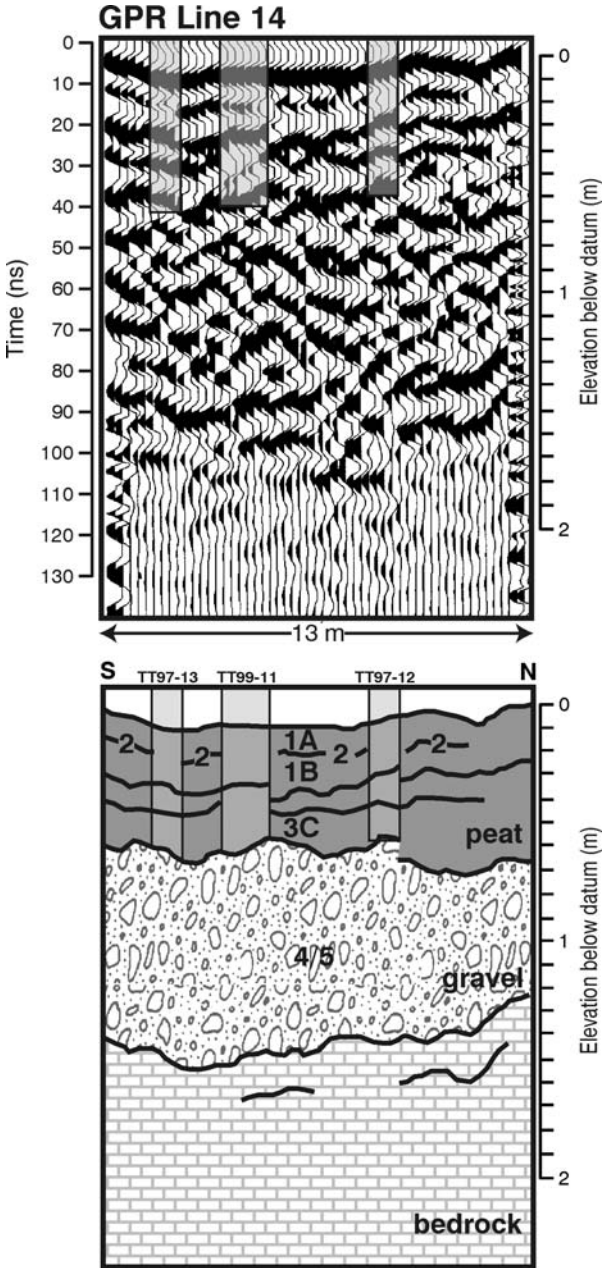 GPR Line 14
0
10
20
30
40
50
60
70
80
90
100
110
120
130
Time (ns)
0
1
2
Elevation below datum (m)
13 m
S
TT97-13
TT99-11
TT97-12
N
2
2
1A
2
2
1B
3C
peat
4/5
gravel
bedrock
0
1
2
Elevation below datum (m)